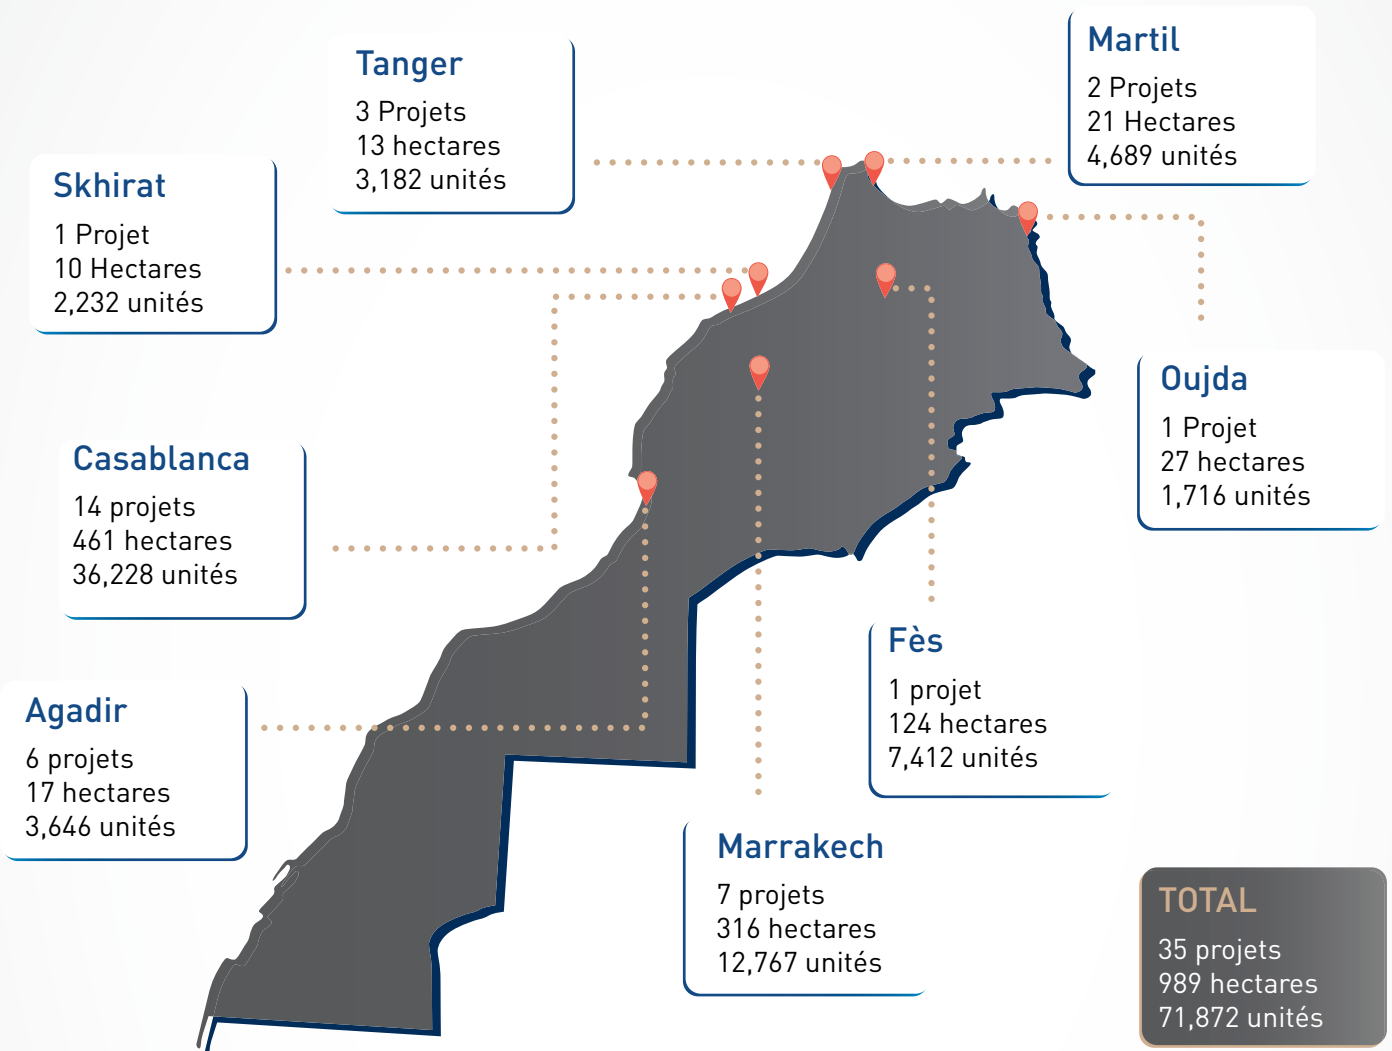 Tanger
3 Projets
13 hectares
3,182 unités
Martil
2 Projets
21 Hectares
4,689 unités
Skhirat
1 Projet
10 Hectares
2,232 unités
Oujda
1 Projet
27 hectares
1,716 unités
Casablanca
14 projets
461 hectares
36,228 unités
Fès
1 projet
124 hectares
7,412 unités
Agadir
6 projets
17 hectares
3,646 unités
Marrakech
7 projets
316 hectares
12,767 unités
TOTAL
35 projets
989 hectares
71,872 unités